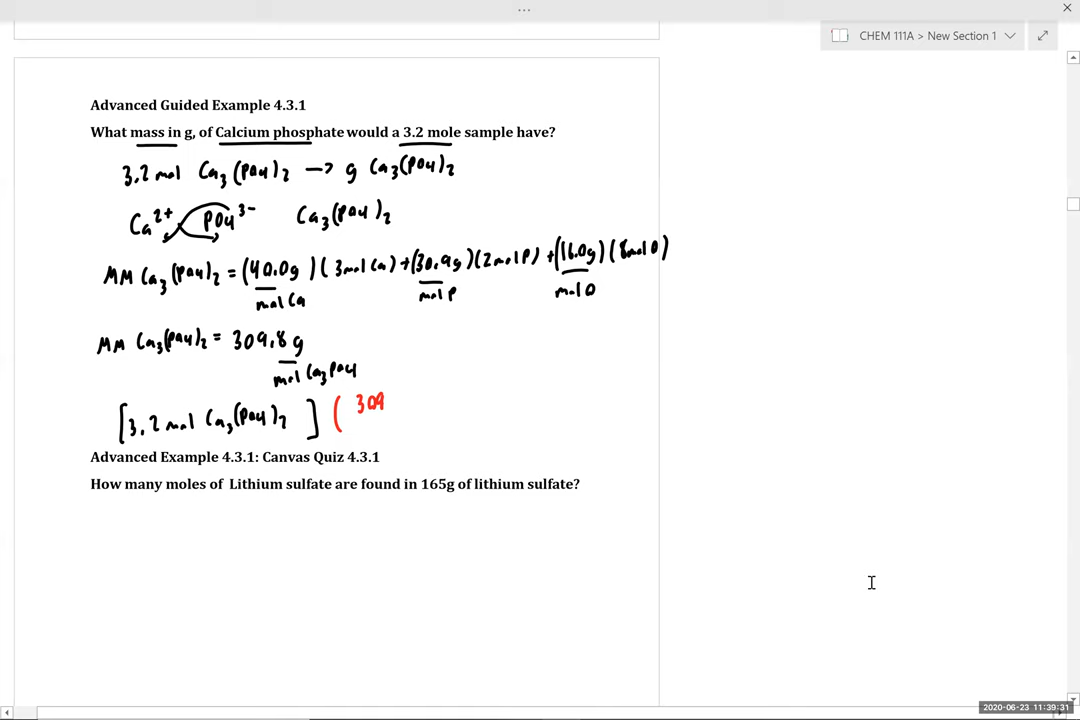 CHEM 111A > New Section 1
Advanced Guided Example 4.3.1
What mass in g, of Calcium phosphate would a 3.2 mole sample have?
3.2 mol Ca3(PO4)2 → g Ca3(PO4)2
Ca2+ PO43- Ca3(PO4)2
MM Ca3(PO4)2 = (40.0g)(3 mol Ca) + (30.9g)(2 mol P) + (16.0g)(8 mol O)
mol Ca mol P mol O
MM Ca3(PO4)2 = 309.8 g
mol Ca3PO4
[3.2 mol Ca3(PO4)2] ( 309
Advanced Example 4.3.1: Canvas Quiz 4.3.1
How many moles of Lithium sulfate are found in 165g of lithium sulfate?
2020-06-23 11:39:31